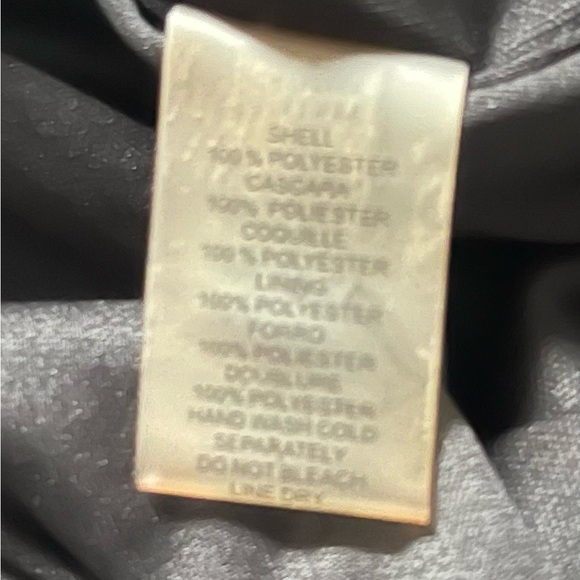 SHELL
100% POLYESTER
CASCARA
100% POLIESTER
COQUILLE
100% POLYESTER
LINING
100% POLYESTER
FORRO
100% POLIESTER
DOUBLURE
100% POLYESTER
HAND WASH COLD
SEPARATELY
DO NOT BLEACH
LINE DRY